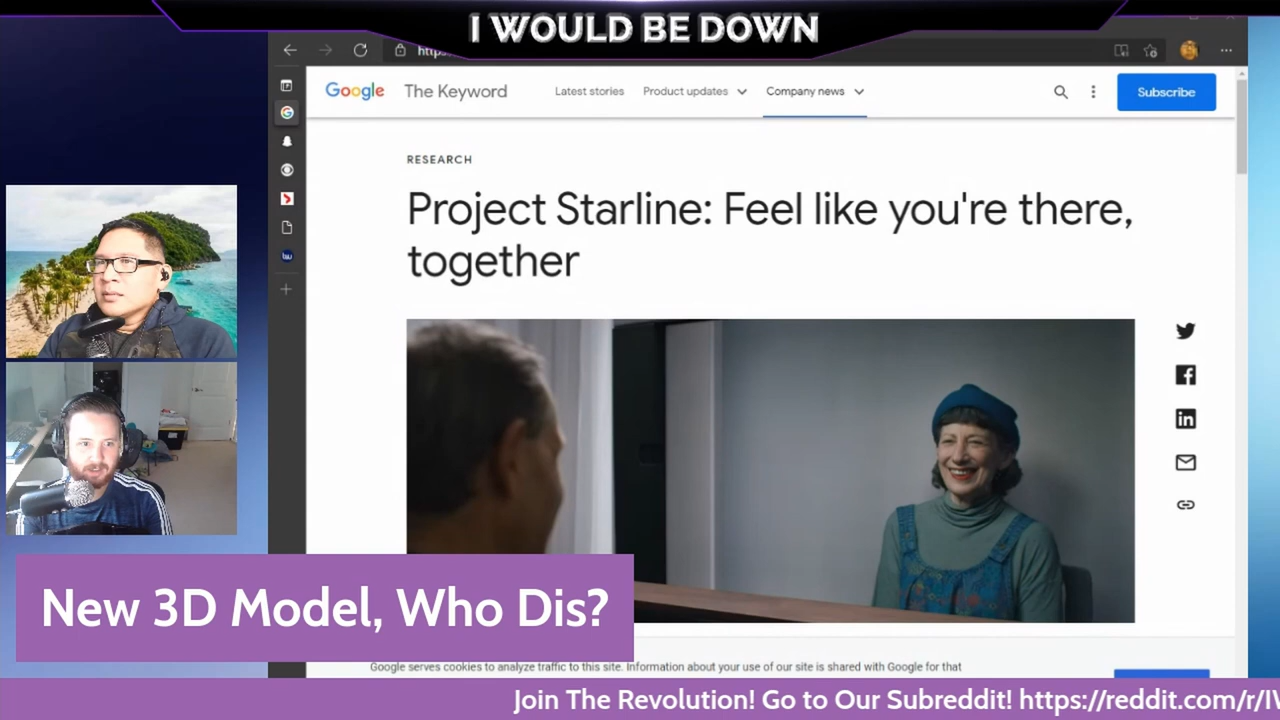 I WOULD BE DOWN
Google The Keyword Latest stories Product updates Company news Subscribe
RESEARCH
Project Starline: Feel like you're there,
together
New 3D Model, Who Dis?
Google serves cookies to analyze traffic to this site. Information about your use of our site is shared with Google for that
Join The Revolution! Go to Our Subreddit! https://reddit.com/r/IV